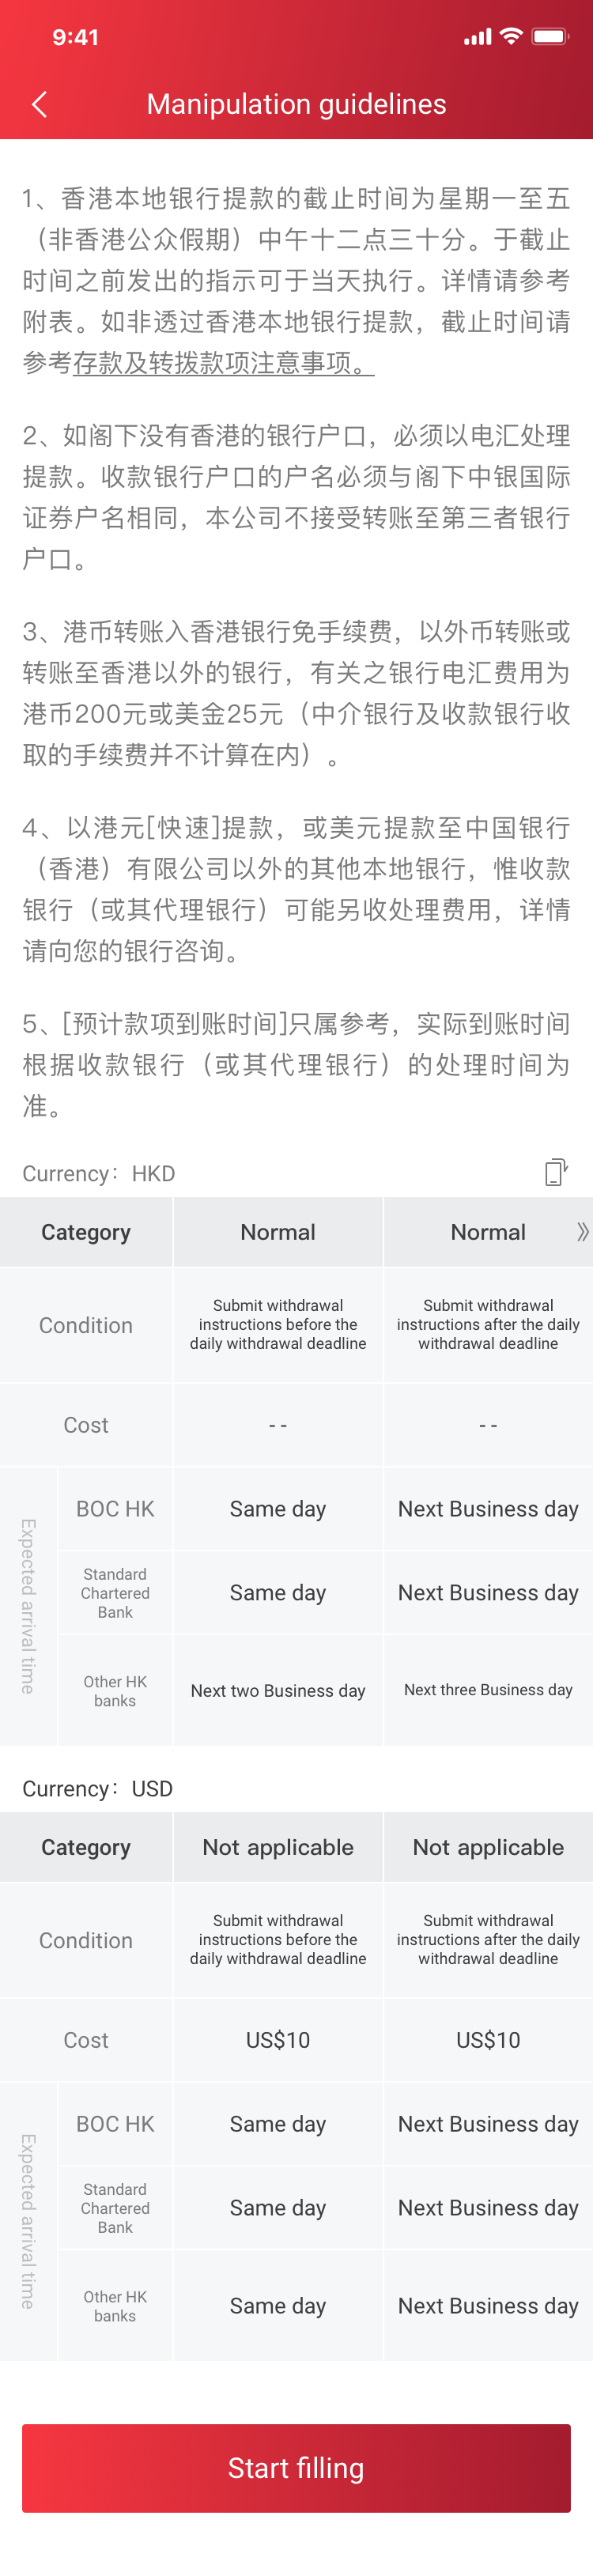 9:41
Manipulation guidelines
1、香港本地银行提款的截止时间为星期一至五
（非香港公众假期）中午十二点三十分。于截止
时间之前发出的指示可于当天执行。详情请参考
附表。如非透过香港本地银行提款，截止时间请
参考存款及转拨款项注意事项。
2、如阁下没有香港的银行户口，必须以电汇处理
提款。收款银行户口的户名必须与阁下中银国际
证券户名相同，本公司不接受转账至第三者银行
户口。
3、港币转账入香港银行免手续费，以外币转账或
转账至香港以外的银行，有关之银行电汇费用为
港币200元或美金25元（中介银行及收款银行收
取的手续费并不计算在内）。
4、以港元[快速]提款，或美元提款至中国银行
（香港）有限公司以外的其他本地银行，惟收款
银行（或其代理银行）可能另收处理费用，详情
请向您的银行咨询。
5、[预计款项到账时间]只属参考，实际到账时间
根据收款银行（或其代理银行）的处理时间为
准。
Currency：HKD
Category Normal Normal
Condition
Submit withdrawal
instructions before the
daily withdrawal deadline
Submit withdrawal
instructions after the daily
withdrawal deadline
Cost -- --
Expected arrival time
BOC HK Same day Next Business day
Standard
Chartered
Bank
Same day Next Business day
Other HK
banks
Next two Business day Next three Business day
Currency：USD
Category Not applicable Not applicable
Condition
Submit withdrawal
instructions before the
daily withdrawal deadline
Submit withdrawal
instructions after the daily
withdrawal deadline
Cost US$10 US$10
Expected arrival time
BOC HK Same day Next Business day
Standard
Chartered
Bank
Same day Next Business day
Other HK
banks
Same day Next Business day
Start filling